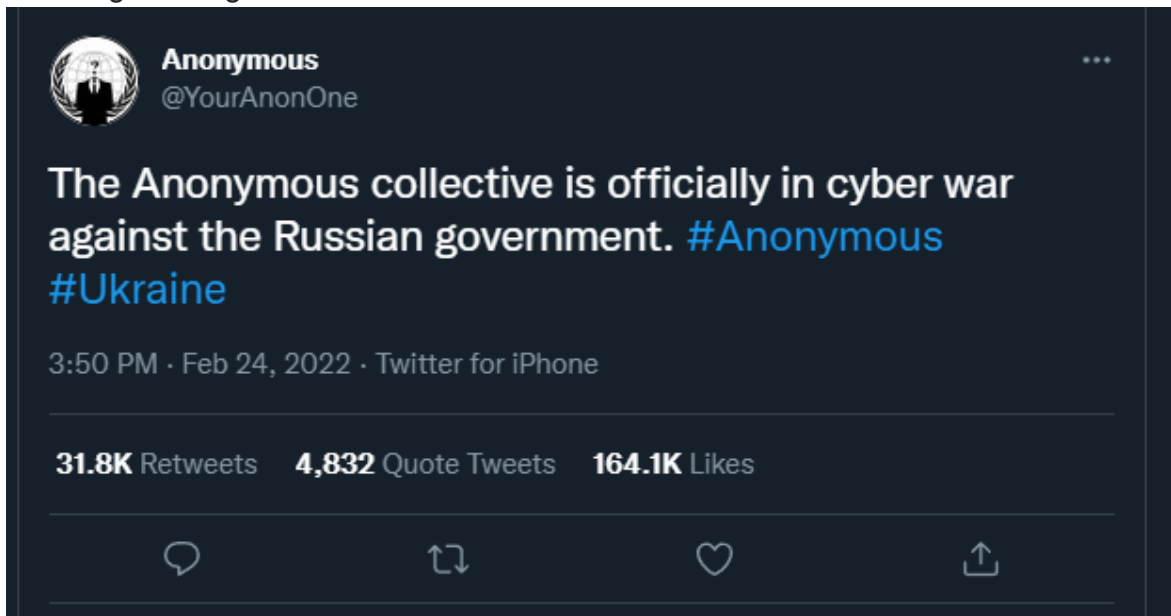 Anonymous
@YourAnonOne
The Anonymous collective is officially in cyber war
against the Russian government. #Anonymous
#Ukraine
3:50 PM · Feb 24, 2022 · Twitter for iPhone
31.8K Retweets 4,832 Quote Tweets 164.1K Likes